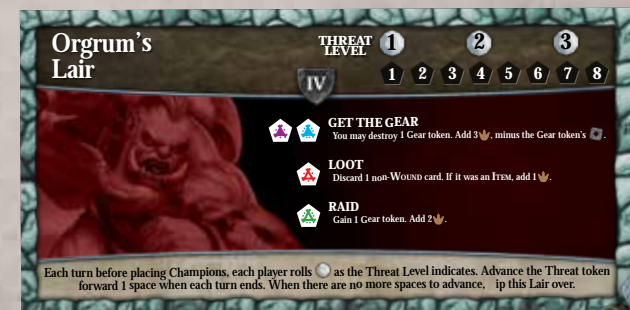 Orgrum's
Lair
THREAT
LEVEL
1 2 3
1 2 3 4 5 6 7 8
IV
GET THE GEAR
You may destroy 1 Gear token. Add 3, minus the Gear token's .
LOOT
Discard 1 non-WOUND card. If it was an ITEM, add 1.
RAID
Gain 1 Gear token. Add 2.
Each turn before placing Champions, each player rolls as the Threat Level indicates. Advance the Threat token
forward 1 space when each turn ends. When there are no more spaces to advance, ip this Lair over.